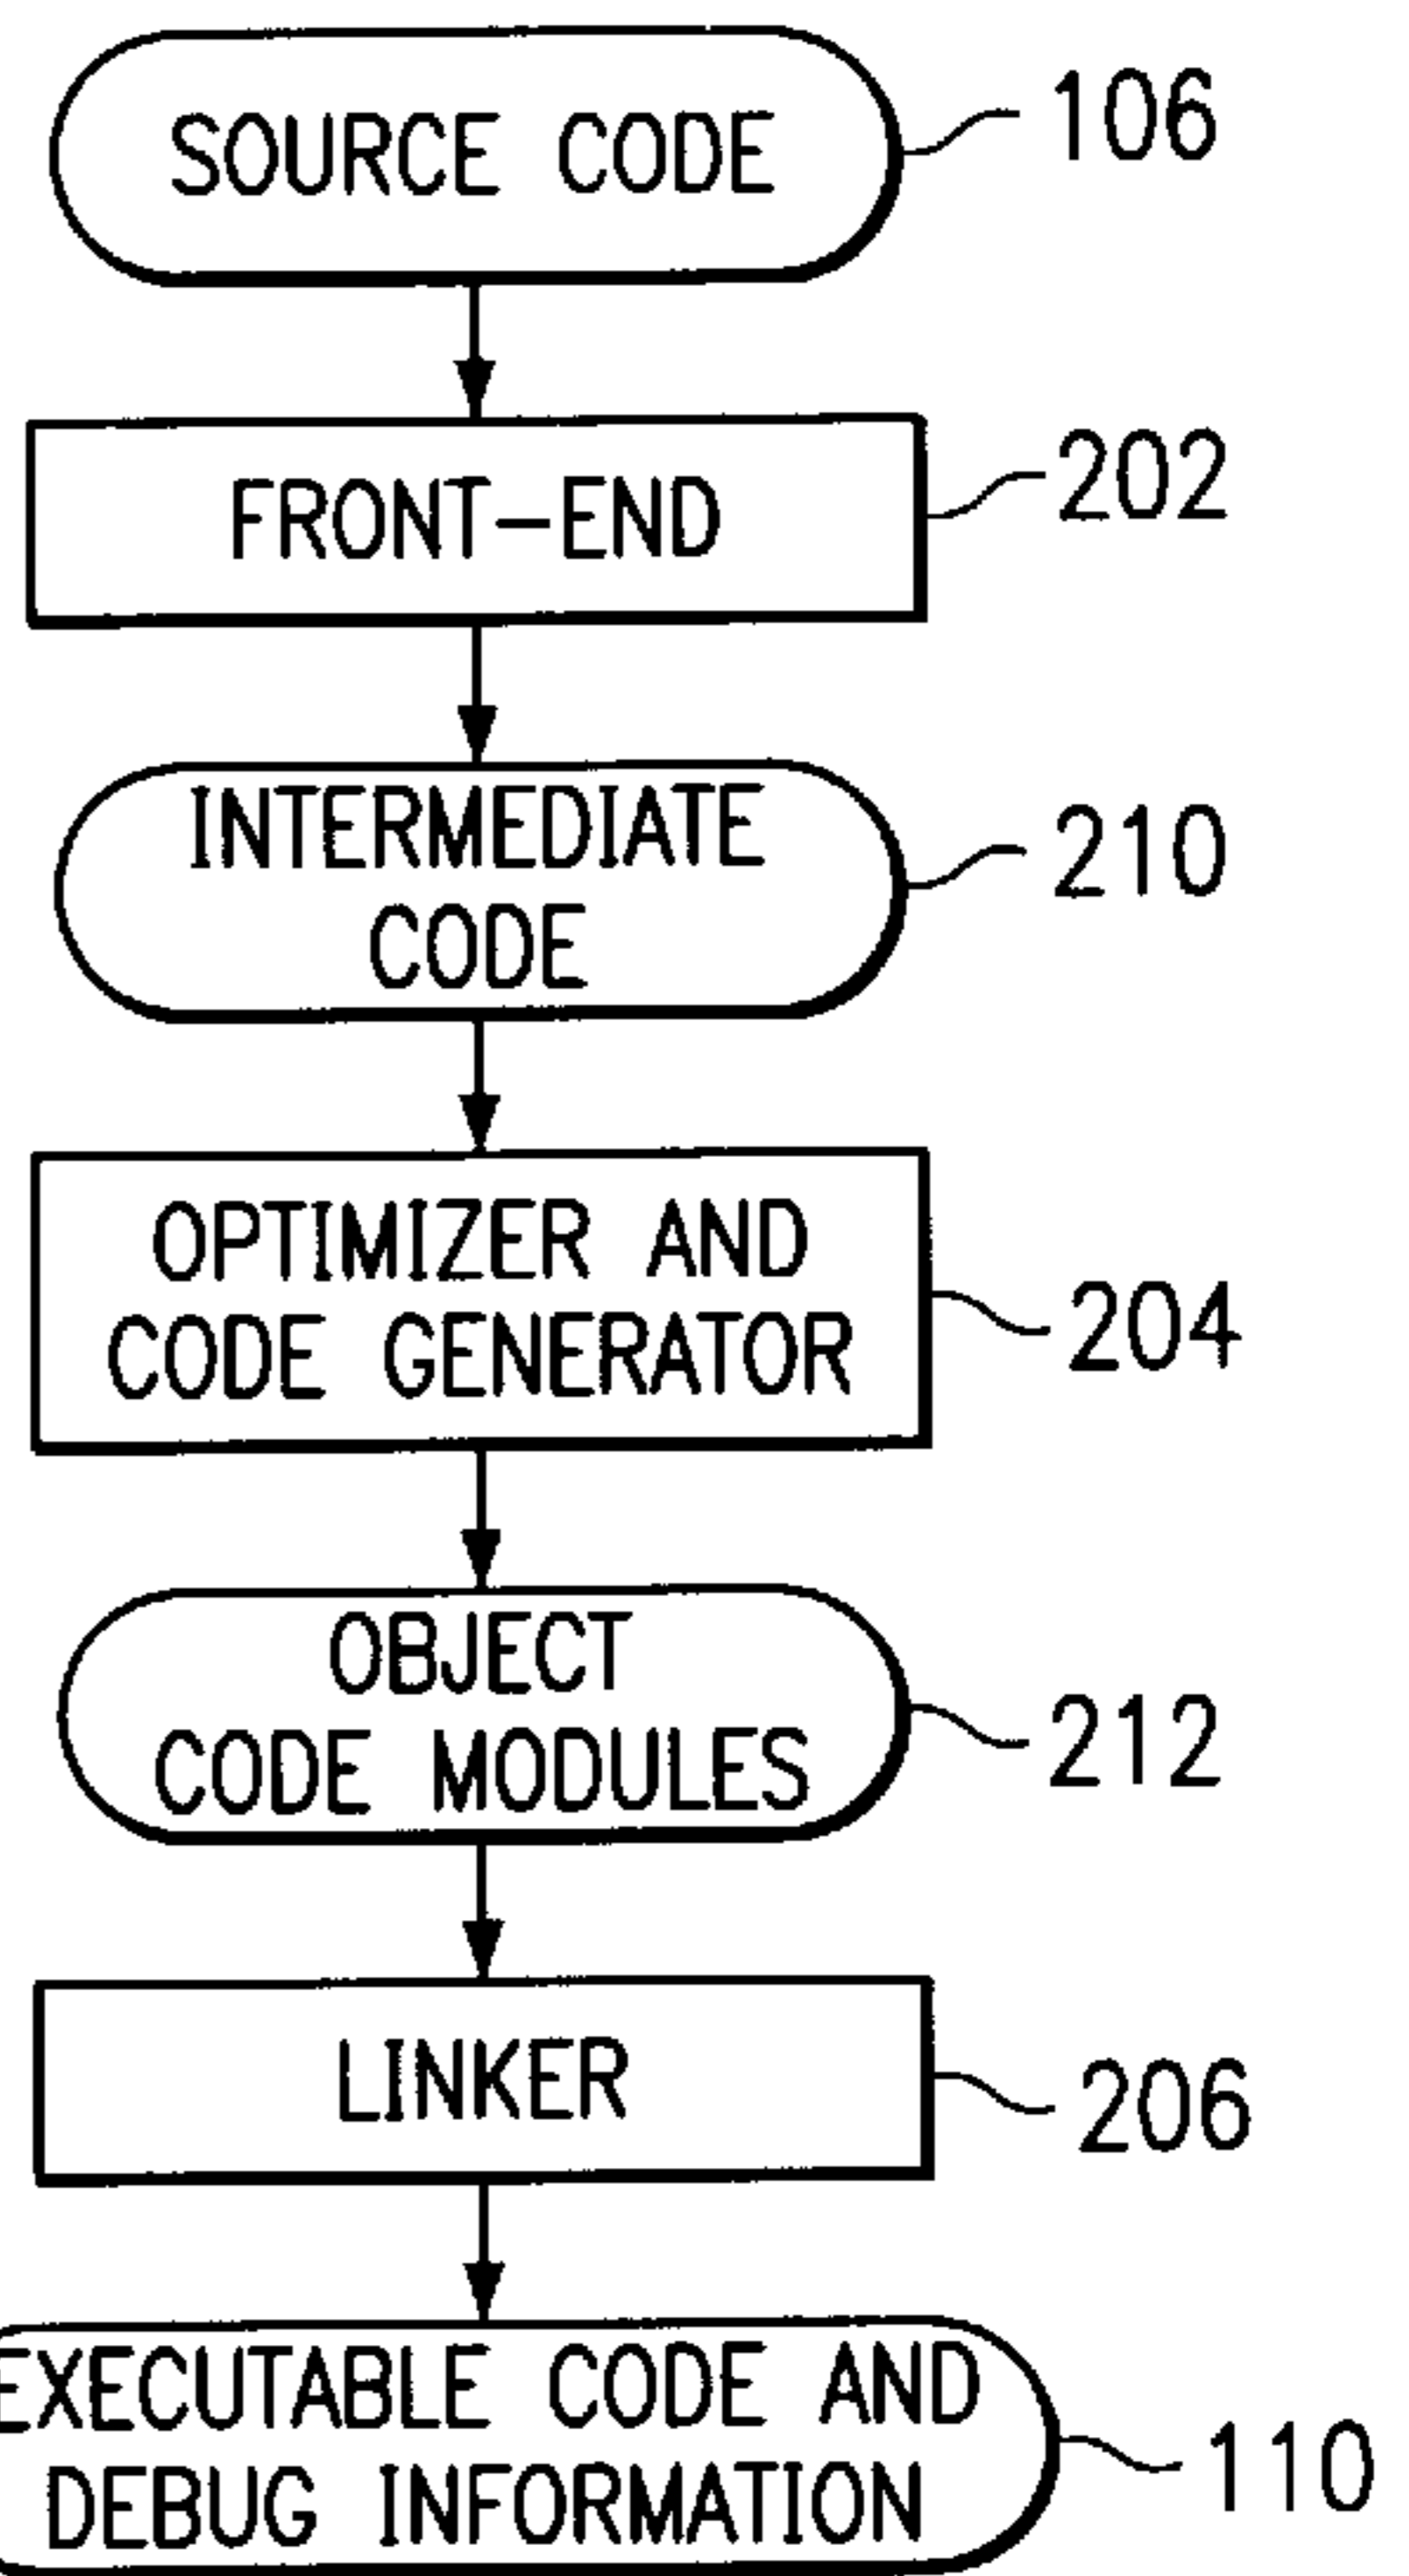 SOURCE CODE
106
FRONT-END
202
INTERMEDIATE
CODE
210
OPTIMIZER AND
CODE GENERATOR
204
OBJECT
CODE MODULES
212
LINKER
206
EXECUTABLE CODE AND
DEBUG INFORMATION
110